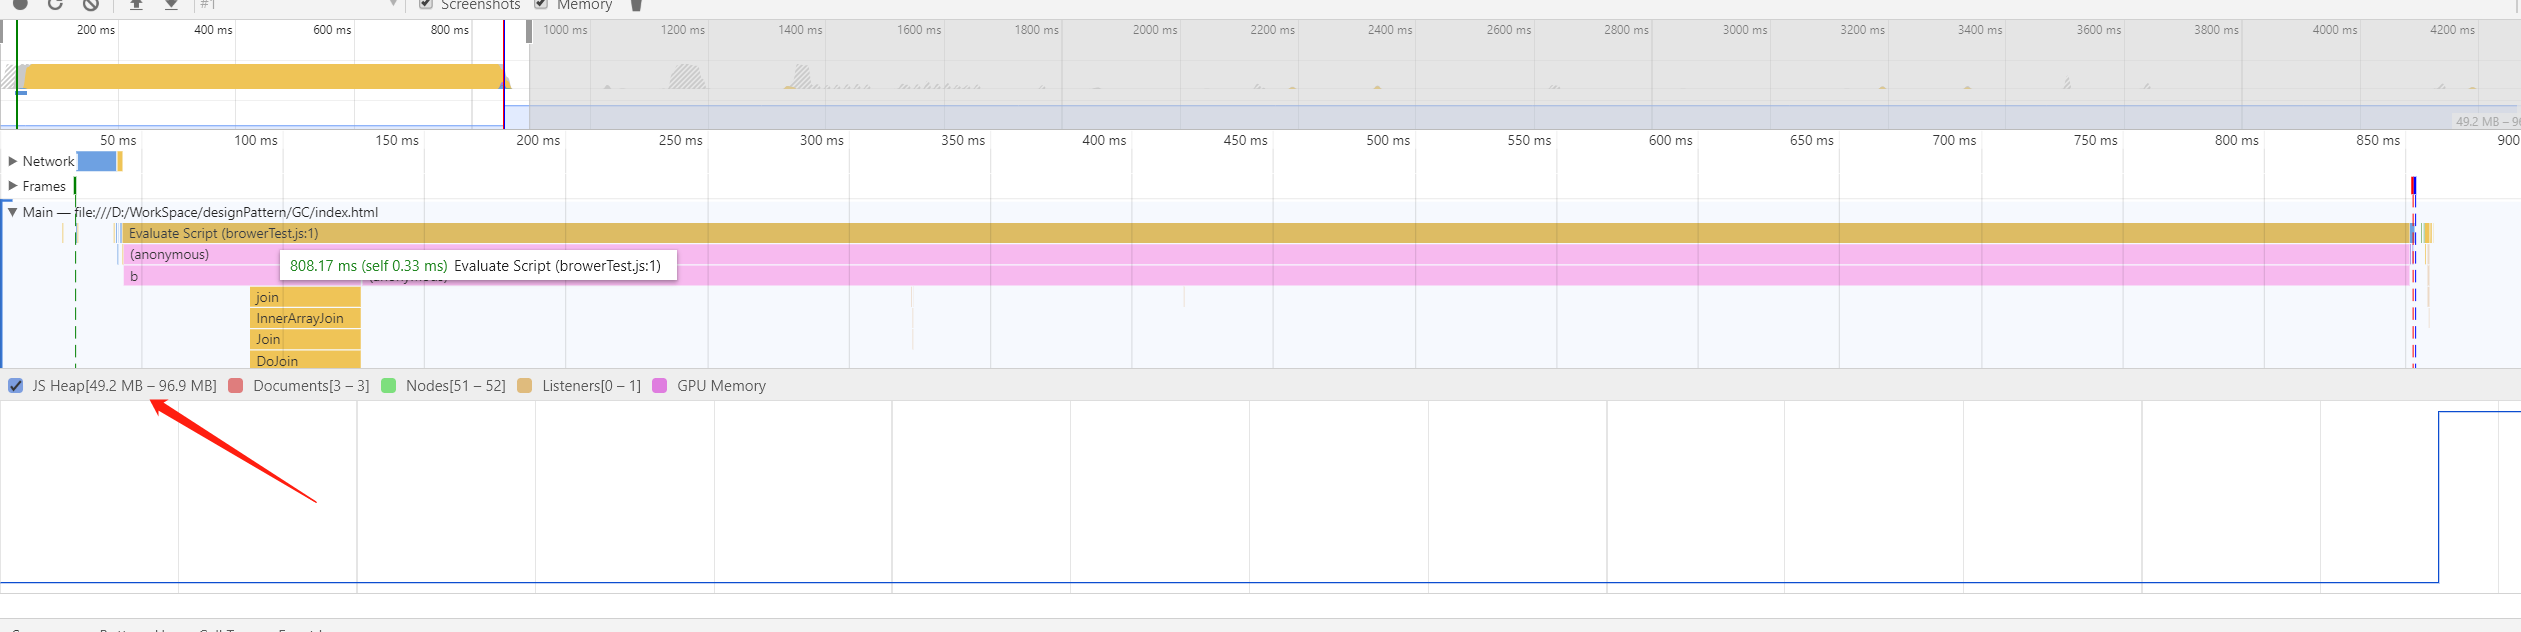 #1 Screenshots Memory
200 ms 400 ms 600 ms 800 ms 1000 ms 1200 ms 1400 ms 1600 ms 1800 ms 2000 ms 2200 ms 2400 ms 2600 ms 2800 ms 3000 ms 3200 ms 3400 ms 3600 ms 3800 ms 4000 ms 4200 ms
49.2 MB – 96
50 ms 100 ms 150 ms 200 ms 250 ms 300 ms 350 ms 400 ms 450 ms 500 ms 550 ms 600 ms 650 ms 700 ms 750 ms 800 ms 850 ms 900
Network
Frames
Main — file:///D:/WorkSpace/designPattern/GC/index.html
Evaluate Script (browerTest.js:1)
(anonymous)
808.17 ms (self 0.33 ms) Evaluate Script (browerTest.js:1)
b
join
InnerArrayJoin
Join
DoJoin
JS Heap[49.2 MB – 96.9 MB] Documents[3 – 3] Nodes[51 – 52] Listeners[0 – 1] GPU Memory